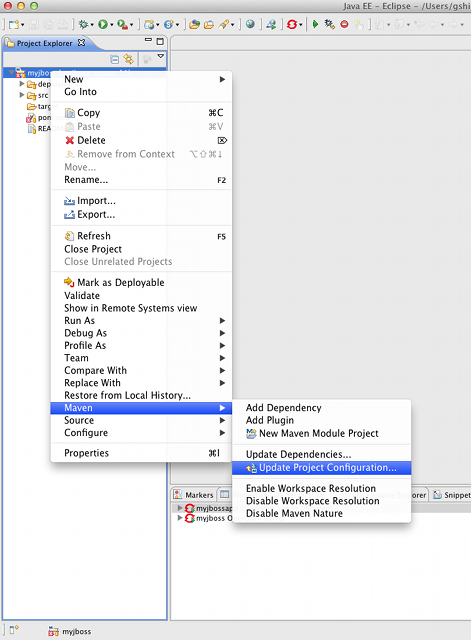 Java EE - Eclipse - /Users/gshi
Project Explorer
myjboss
New
Go Into
dep
src
targ
pom
REA
Copy ⌘C
Paste ⌘V
Delete ⌦
Remove from Context ⌥⇧⌘↓
Move...
Rename... F2
Import...
Export...
Refresh F5
Close Project
Close Unrelated Projects
Mark as Deployable
Validate
Show in Remote Systems view
Run As
Debug As
Profile As
Team
Compare With
Replace With
Restore from Local History...
Maven
Source
Configure
Properties ⌘I
Add Dependency
Add Plugin
New Maven Module Project
Update Dependencies...
Update Project Configuration...
Enable Workspace Resolution
Disable Workspace Resolution
Disable Maven Nature
Markers
Explorer
Snippet
myjbossap
myjboss O
myjboss